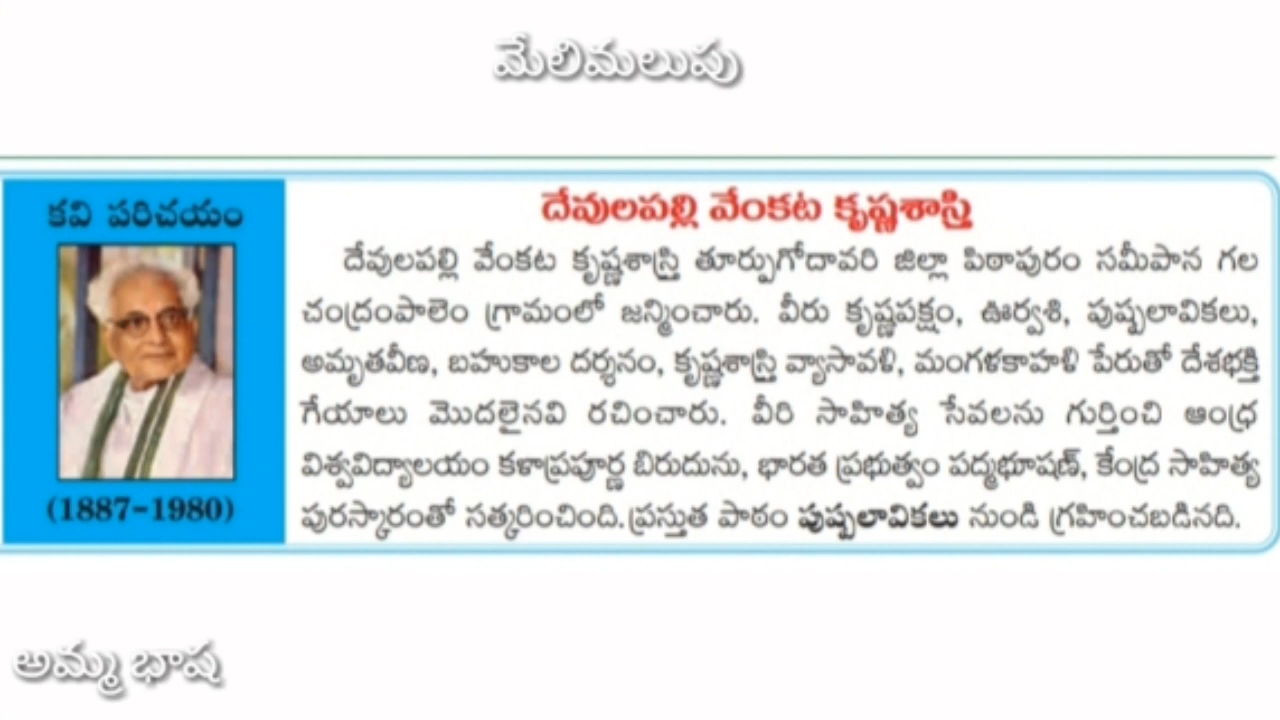 మేలిమలుపు
కవి పరిచయం
(1887-1980)
దేవులపల్లి వేంకట కృష్ణశాస్త్రి
దేవులపల్లి వేంకట కృష్ణశాస్త్రి తూర్పుగోదావరి జిల్లా పిఠాపురం సమీపాన గల
చంద్రంపాలెం గ్రామంలో జన్మించారు. వీరు కృష్ణపక్షం, ఊర్వశి, పుష్పలావికలు,
అమృతవీణ, బహుకాల దర్శనం, కృష్ణశాస్త్రి వ్యాసావళి, మంగళకాహళి పేరుతో దేశభక్తి
గేయాలు మొదలైనవి రచించారు. వీరి సాహిత్య సేవలను గుర్తించి ఆంధ్ర
విశ్వవిద్యాలయం కళాప్రపూర్ణ బిరుదును, భారత ప్రభుత్వం పద్మభూషణ్, కేంద్ర సాహిత్య
పురస్కారంతో సత్కరించింది. ప్రస్తుత పాఠం పుష్పలావికలు నుండి గ్రహించబడినది.
అమ్మ భాష